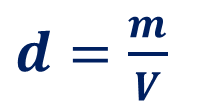 d = m/V